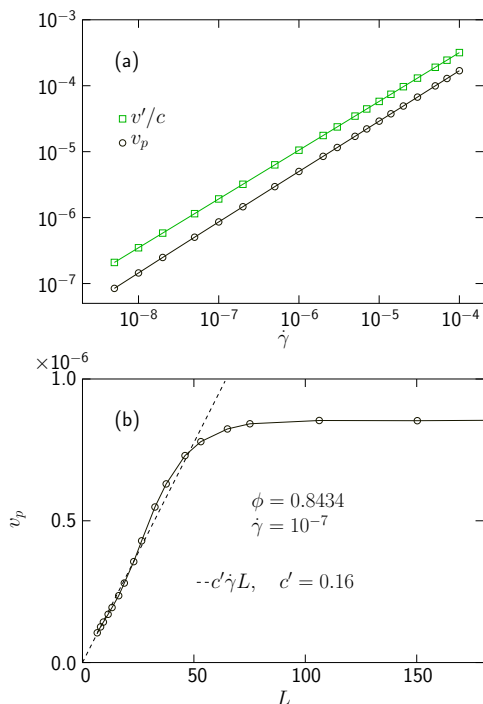 10⁻³
(a)
10⁻⁴
v′/c
v_p
10⁻⁵
10⁻⁶
10⁻⁷
10⁻⁸ 10⁻⁷ 10⁻⁶ 10⁻⁵ 10⁻⁴
γ̇
×10⁻⁶
1.0
(b)
ϕ = 0.8434
γ̇ = 10⁻⁷
v_p
0.5
--c′γ̇L, c′ = 0.16
0.0
0 50 100 150
L